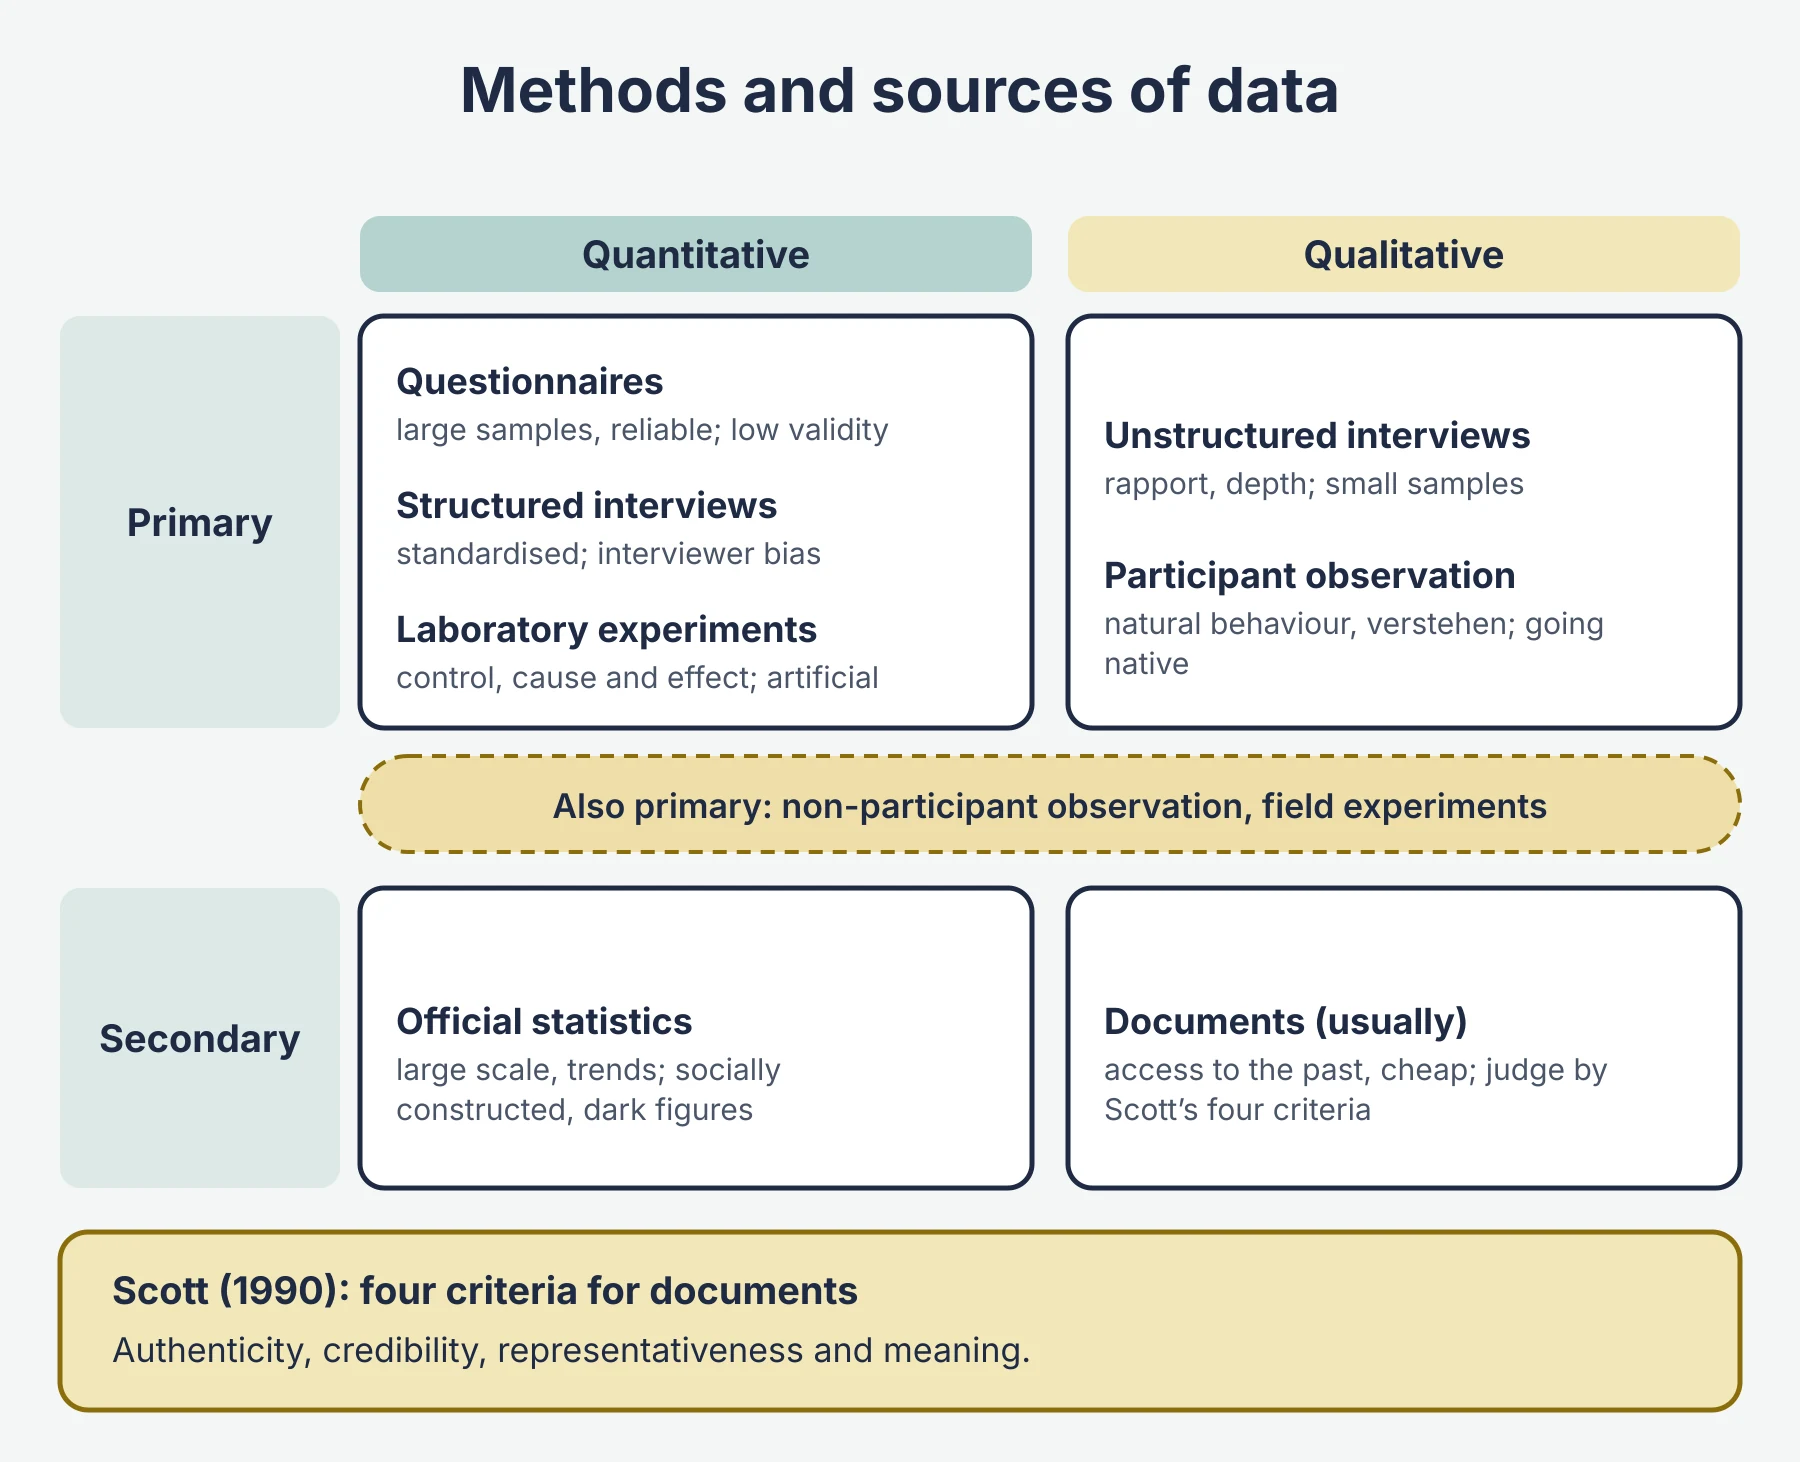 Methods and sources of data
Quantitative
Qualitative
Primary
Questionnaires
large samples, reliable; low validity
Structured interviews
standardised; interviewer bias
Laboratory experiments
control, cause and effect; artificial
Unstructured interviews
rapport, depth; small samples
Participant observation
natural behaviour, verstehen; going
native
Also primary: non-participant observation, field experiments
Secondary
Official statistics
large scale, trends; socially
constructed, dark figures
Documents (usually)
access to the past, cheap; judge by
Scott’s four criteria
Scott (1990): four criteria for documents
Authenticity, credibility, representativeness and meaning.